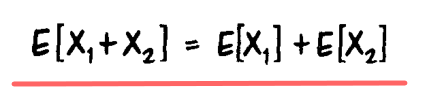 E[X₁+X₂] = E[X₁]+E[X₂]